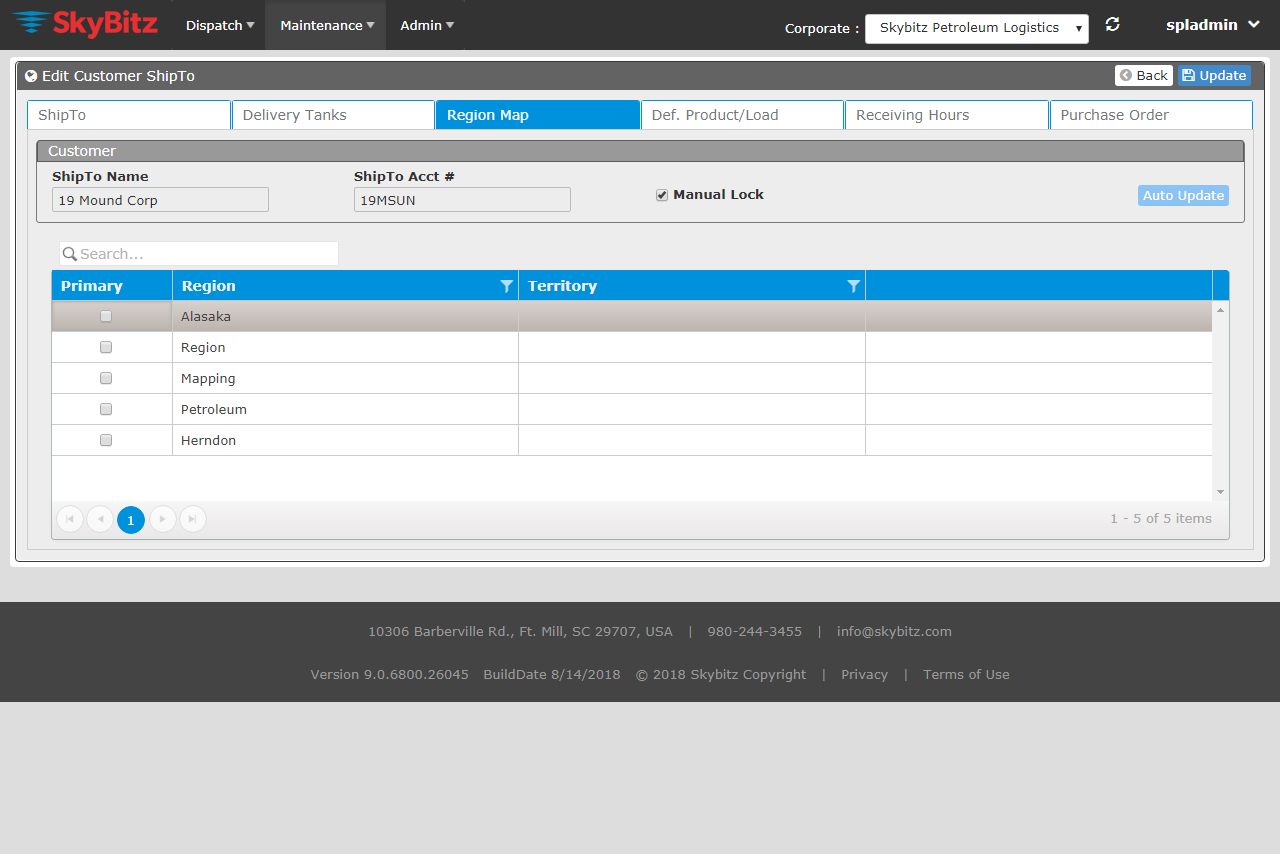 SkyBitz Dispatch Maintenance Admin Corporate : Skybitz Petroleum Logistics spladmin
Edit Customer ShipTo Back Update
ShipTo Delivery Tanks Region Map Def. Product/Load Receiving Hours Purchase Order
Customer
ShipTo Name ShipTo Acct #
19 Mound Corp 19MSUN Manual Lock Auto Update
Search...
Primary Region Territory
Alasaka
Region
Mapping
Petroleum
Herndon
1 1 - 5 of 5 items
10306 Barberville Rd., Ft. Mill, SC 29707, USA | 980-244-3455 | info@skybitz.com
Version 9.0.6800.26045 BuildDate 8/14/2018 © 2018 Skybitz Copyright | Privacy | Terms of Use